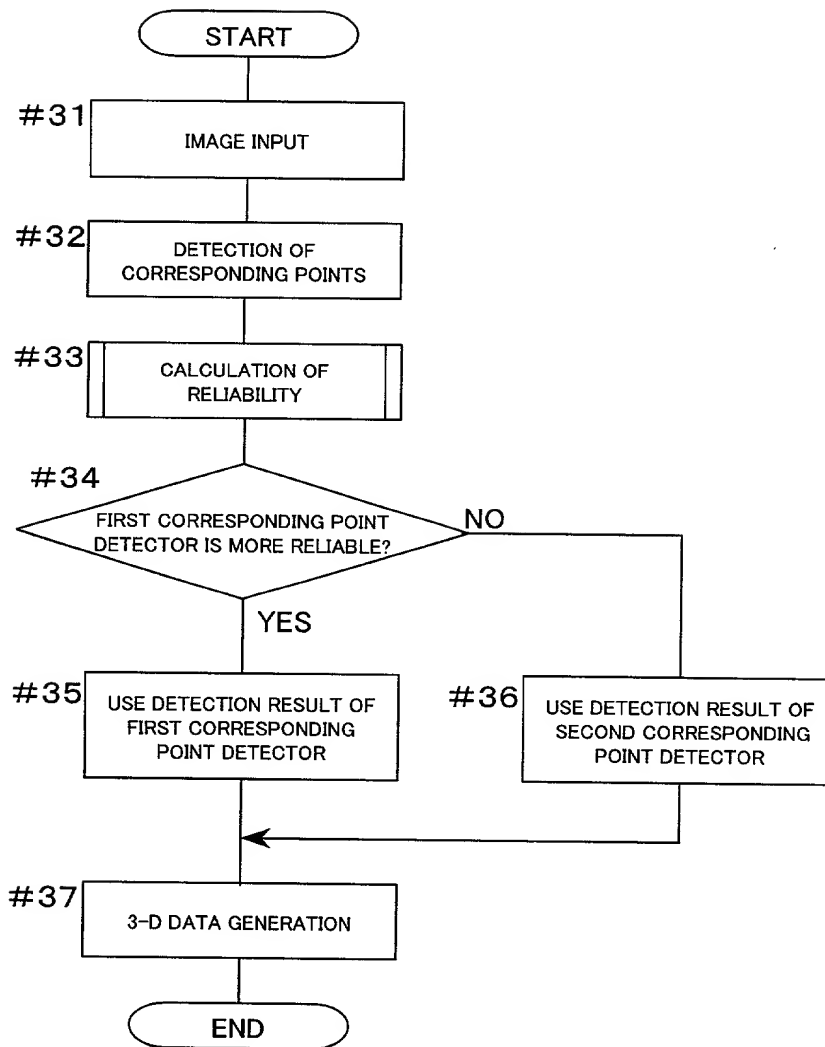 START
#31
IMAGE INPUT
#32
DETECTION OF
CORRESPONDING POINTS
#33
CALCULATION OF
RELIABILITY
#34
FIRST CORRESPONDING POINT
DETECTOR IS MORE RELIABLE?
NO
YES
#35
USE DETECTION RESULT OF
FIRST CORRESPONDING
POINT DETECTOR
#36
USE DETECTION RESULT OF
SECOND CORRESPONDING
POINT DETECTOR
#37
3-D DATA GENERATION
END